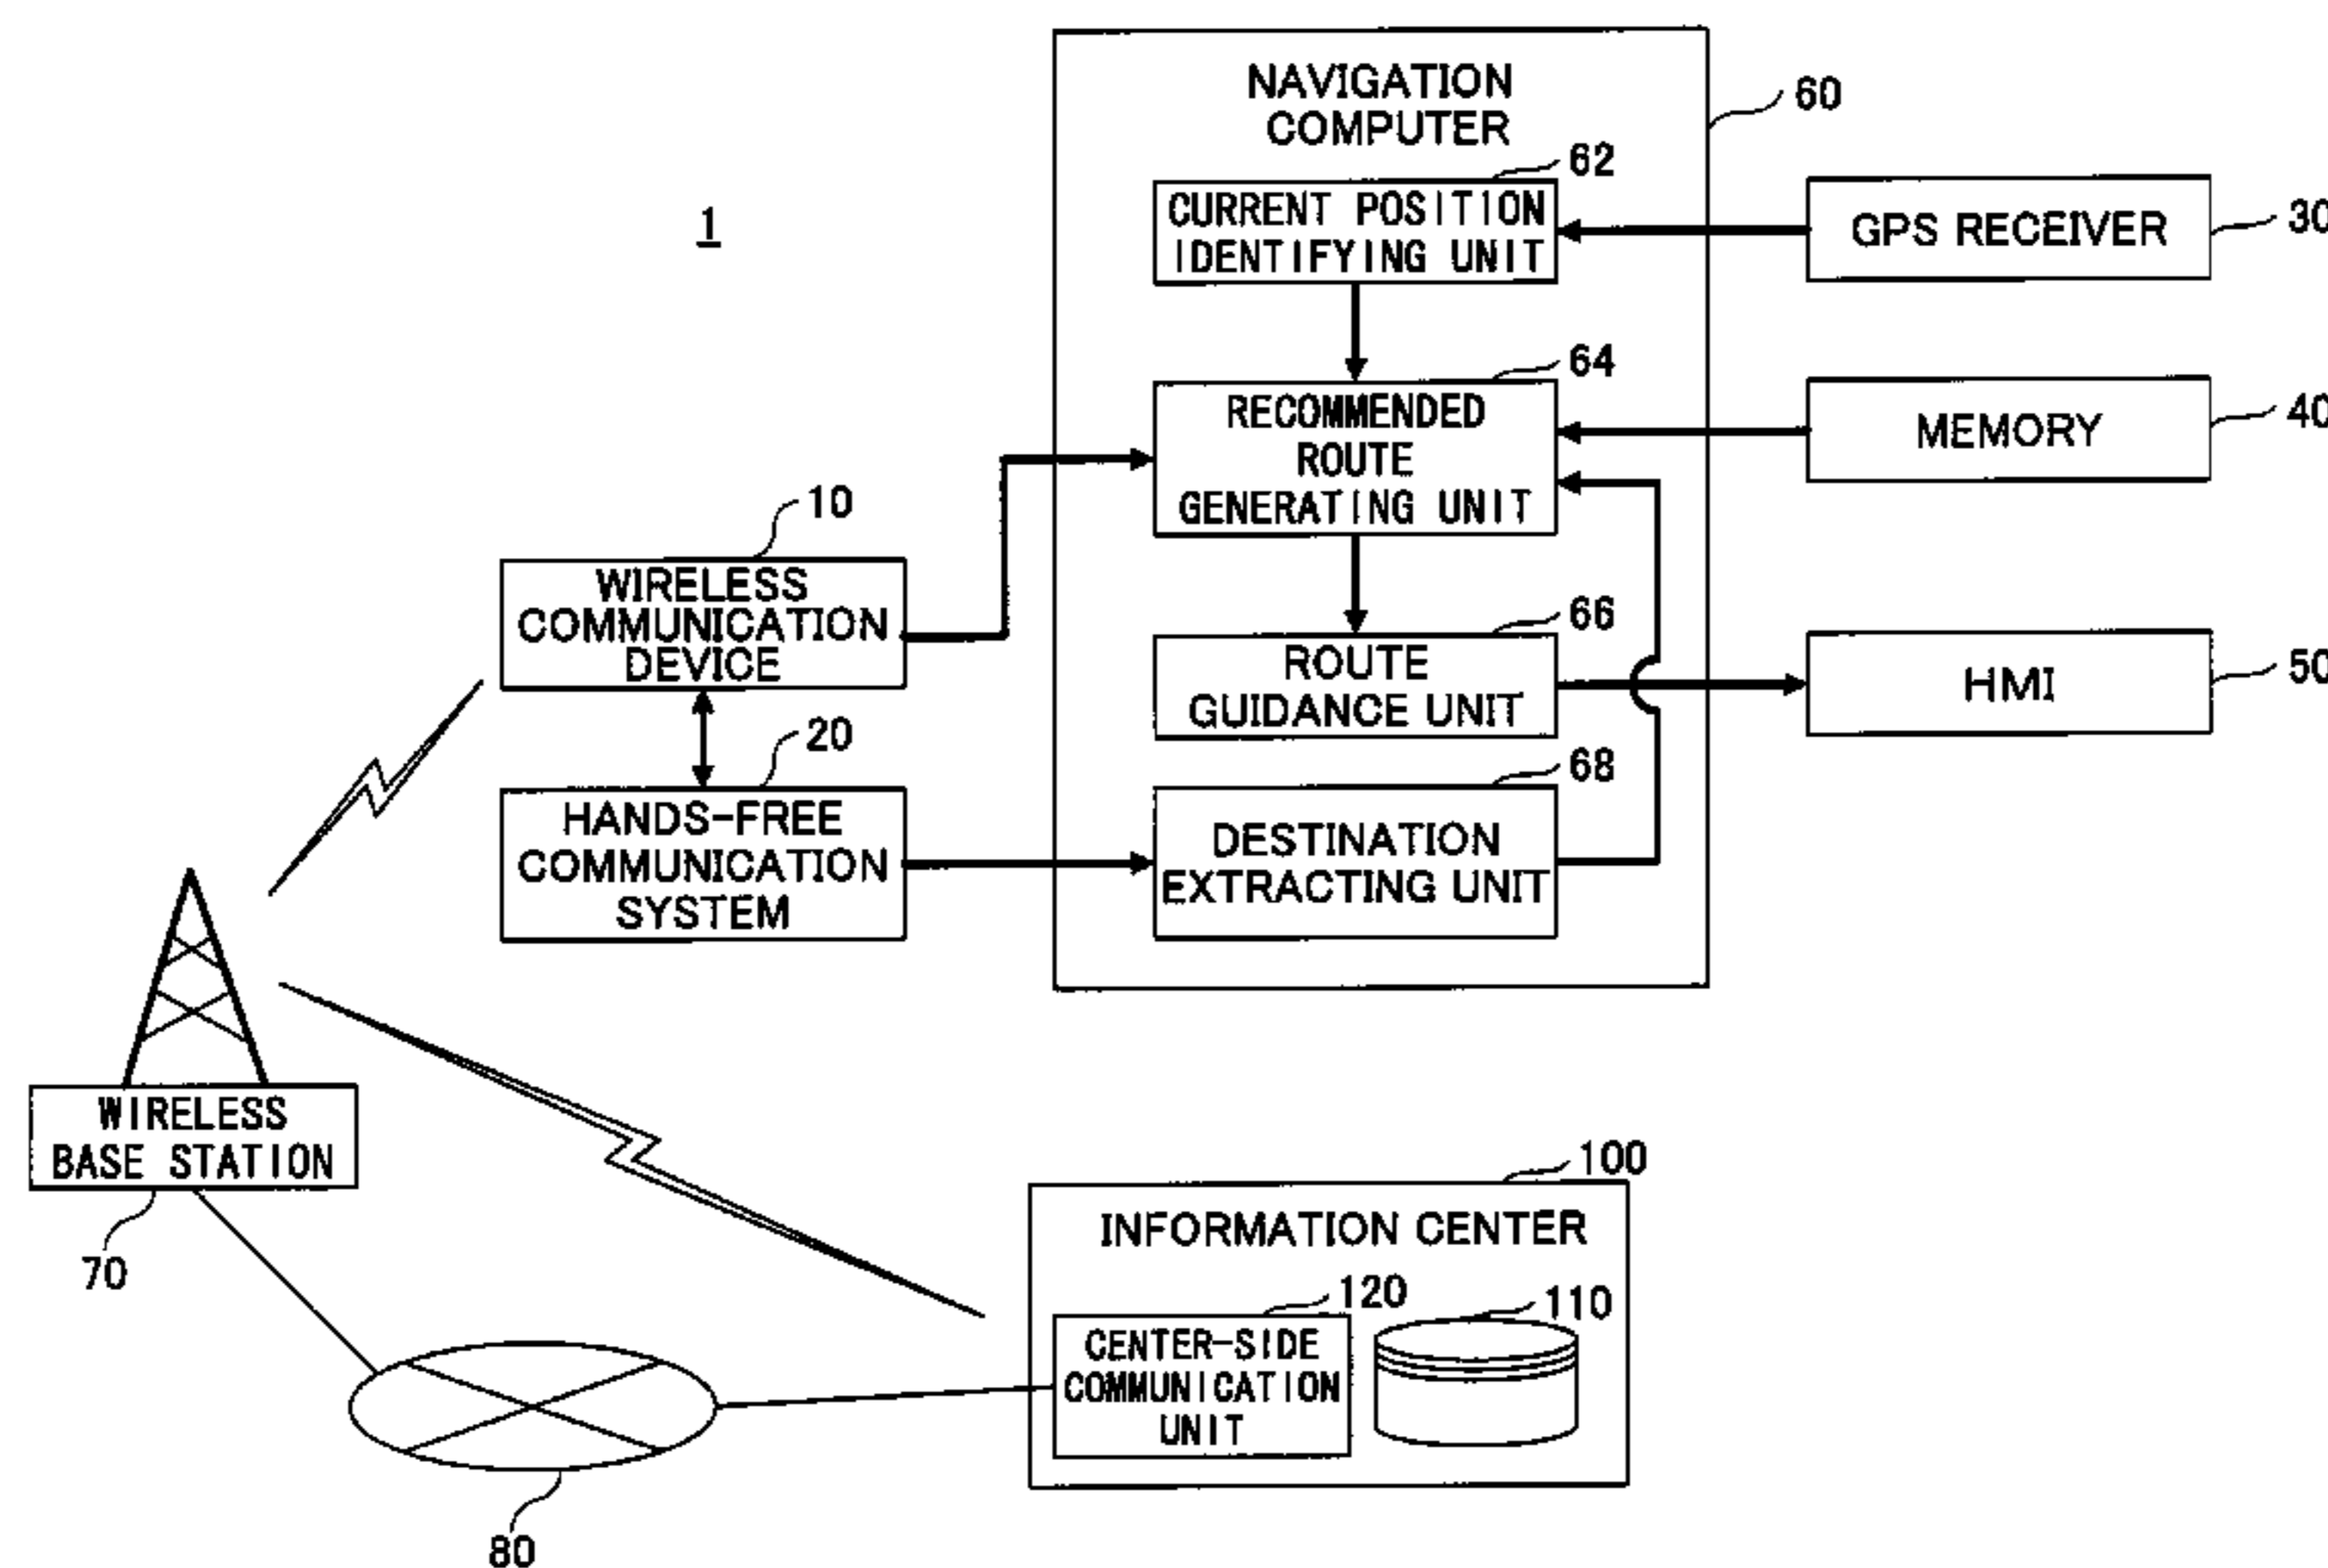 NAVIGATION
COMPUTER
60
62
CURRENT POSITION
IDENTIFYING UNIT
GPS RECEIVER
30
1
64
RECOMMENDED
ROUTE
GENERATING UNIT
MEMORY
40
10
WIRELESS
COMMUNICATION
DEVICE
66
ROUTE
GUIDANCE UNIT
HMI
50
20
HANDS-FREE
COMMUNICATION
SYSTEM
68
DESTINATION
EXTRACTING UNIT
WIRELESS
BASE STATION
70
80
100
INFORMATION CENTER
120
110
CENTER-SIDE
COMMUNICATION
UNIT